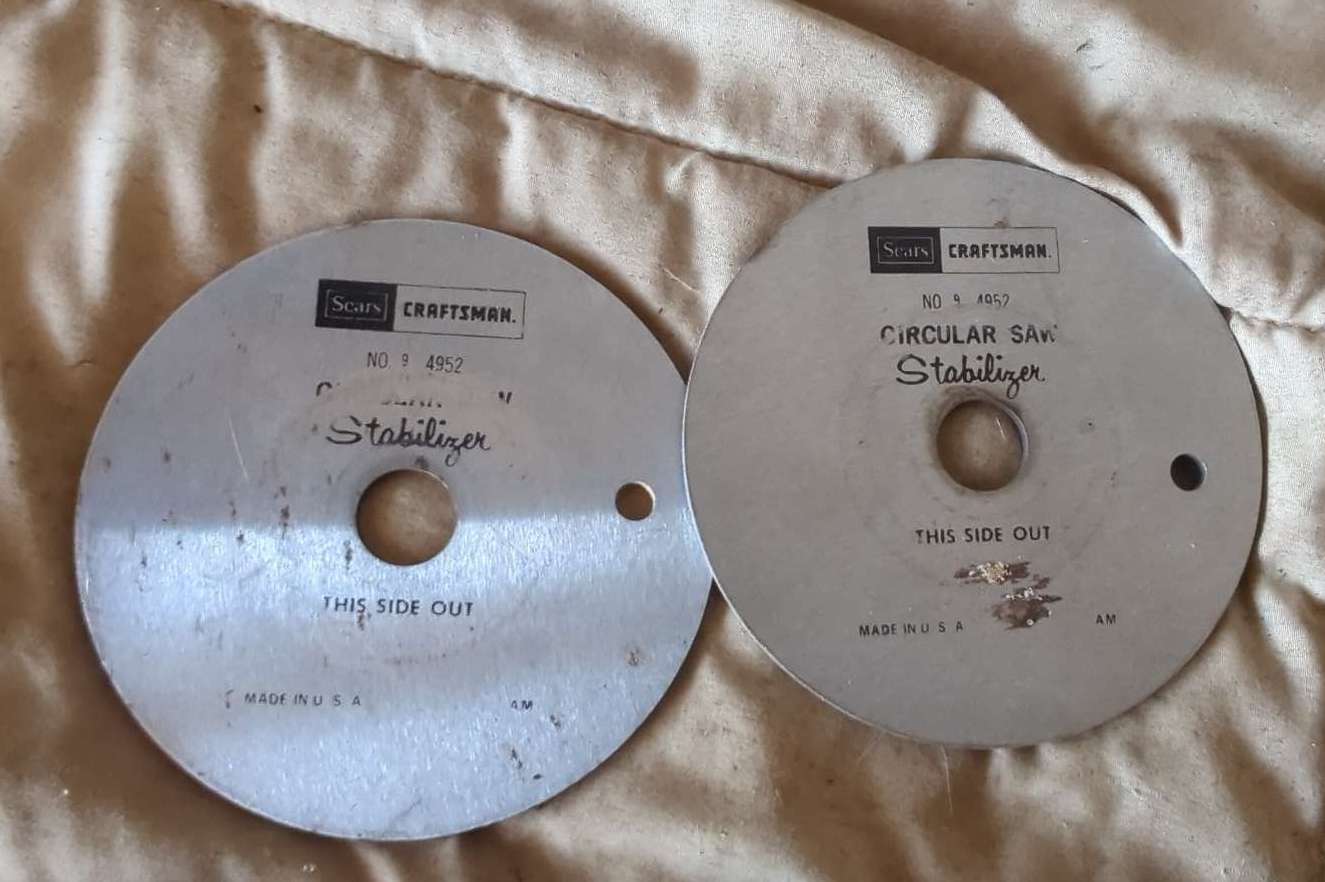 Sears CRAFTSMAN.
NO. 9 4952
Stabilizer
THIS SIDE OUT
MADE IN U S A
AM
Sears CRAFTSMAN.
NO 9 4952
CIRCULAR SAW
Stabilizer
THIS SIDE OUT
MADE IN U S A
AM